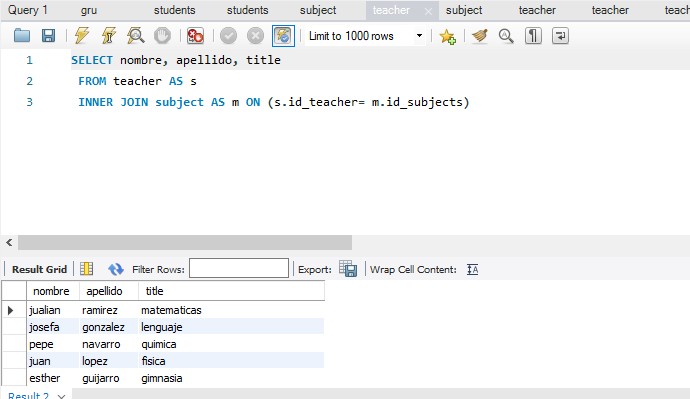 Query 1 gru students students subject teacher subject teacher teacher teac
Limit to 1000 rows
1 SELECT nombre, apellido, title
2 FROM teacher AS s
3 INNER JOIN subject AS m ON (s.id_teacher= m.id_subjects)
Result Grid Filter Rows: Export: Wrap Cell Content:
nombre apellido title
jualian ramirez matematicas
josefa gonzalez lenguaje
pepe navarro quimica
juan lopez fisica
esther guijarro gimnasia
Result 2